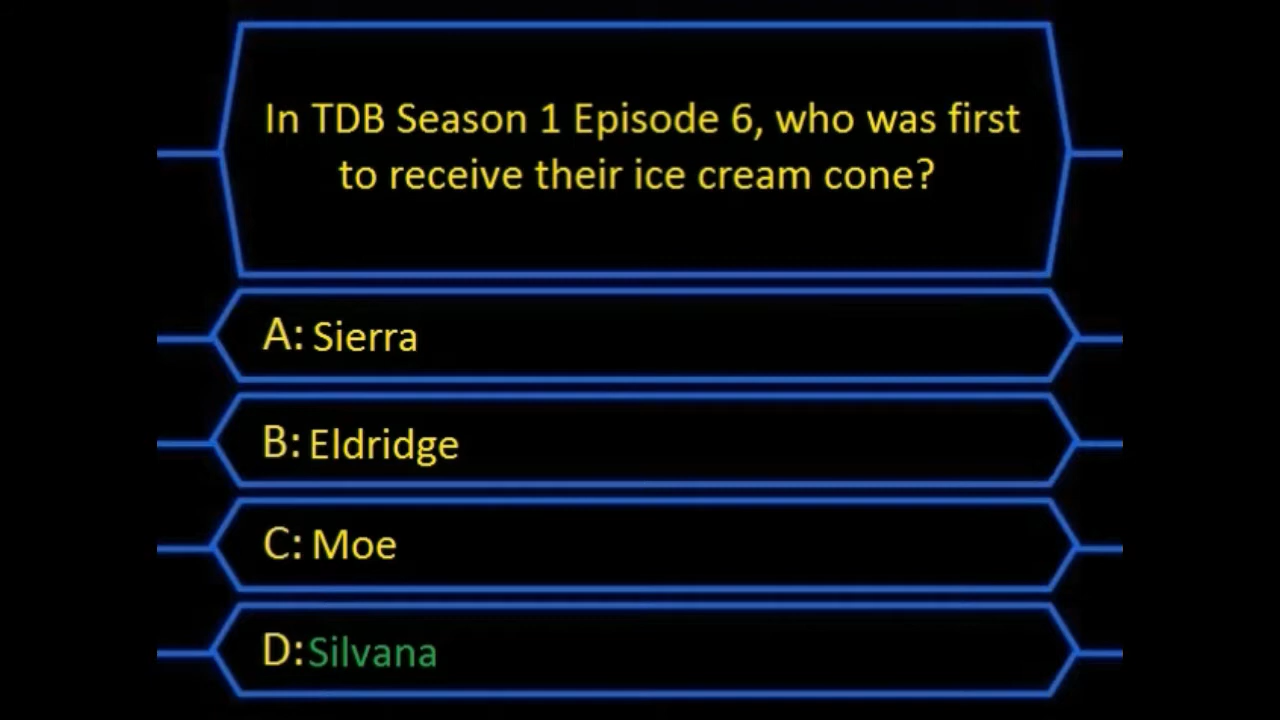 In TDB Season 1 Episode 6, who was first
to receive their ice cream cone?
A: Sierra
B: Eldridge
C: Moe
D: Silvana